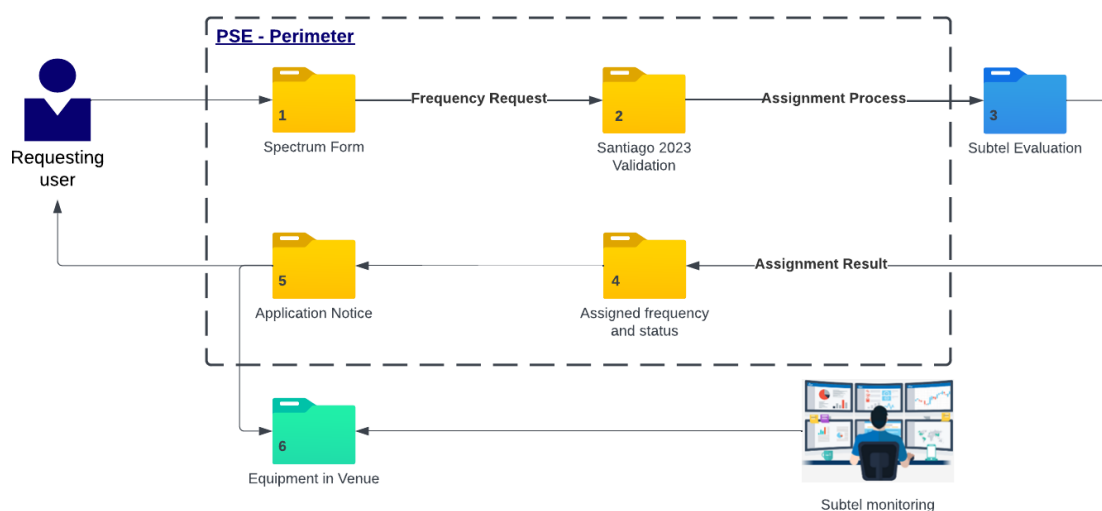 PSE - Perimeter
Requesting
user
1
Spectrum Form
Frequency Request
2
Santiago 2023
Validation
Assignment Process
3
Subtel Evaluation
Assignment Result
4
Assigned frequency
and status
5
Application Notice
6
Equipment in Venue
Subtel monitoring